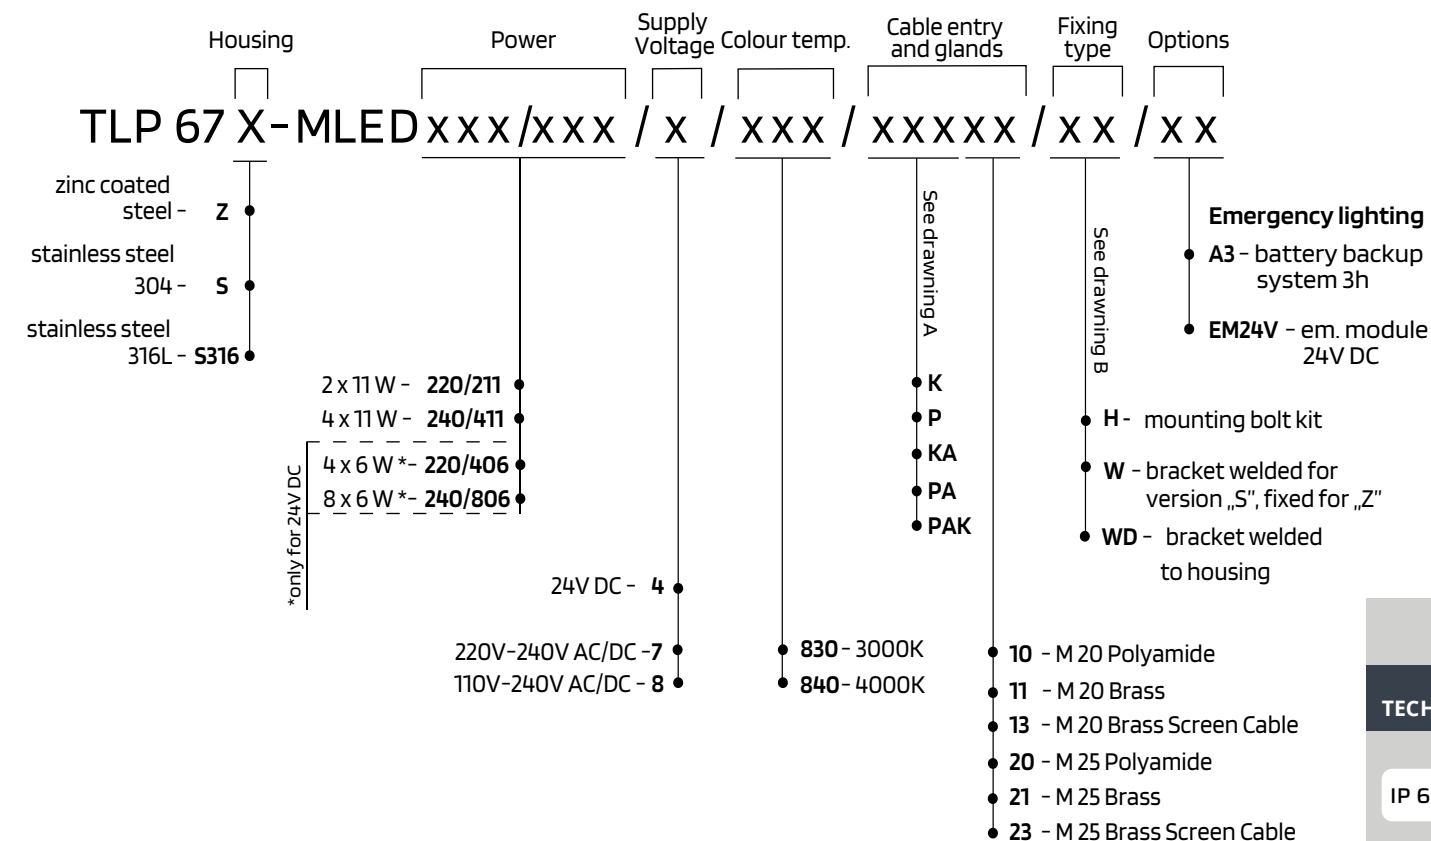 Housing
Power
Supply
Voltage
Colour temp.
Cable entry
and glands
Fixing
type
Options
TLP 67 X-MLED xxx/xxx / x / xxx / xxxxx / xx / xx
zinc coated
steel - Z
stainless steel
304 - S
stainless steel
316L - S316
2 x 11 W - 220/211
4 x 11 W - 240/411
4 x 6 W *- 220/406
8 x 6 W *- 240/806
*only for 24V DC
24V DC - 4
220V-240V AC/DC -7
110V-240V AC/DC - 8
830 - 3000K
840 - 4000K
See drawning A
K
P
KA
PA
PAK
10 - M 20 Polyamide
11 - M 20 Brass
13 - M 20 Brass Screen Cable
20 - M 25 Polyamide
21 - M 25 Brass
23 - M 25 Brass Screen Cable
See drawning B
H - mounting bolt kit
W - bracket welded for
version „S”, fixed for „Z”
WD - bracket welded
to housing
Emergency lighting
A3 - battery backup
system 3h
EM24V - em. module
24V DC
TECH
IP 6